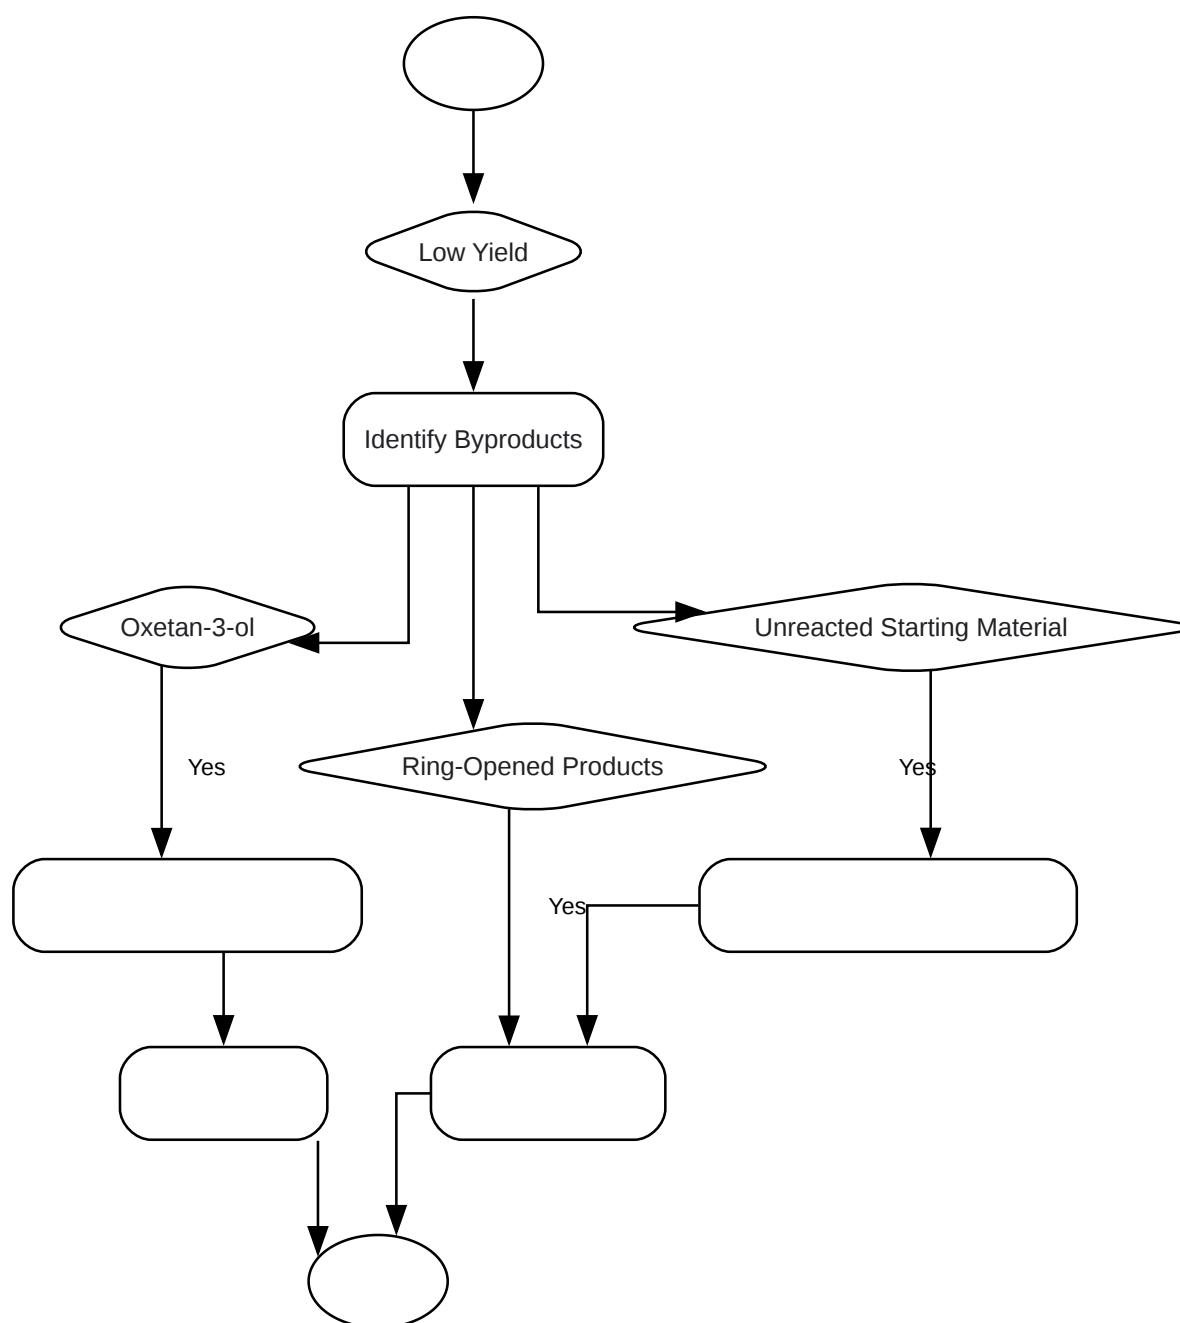 Low Yield
Identify Byproducts
Oxetan-3-ol
Unreacted Starting Material
Yes
Ring-Opened Products
Yes
Yes